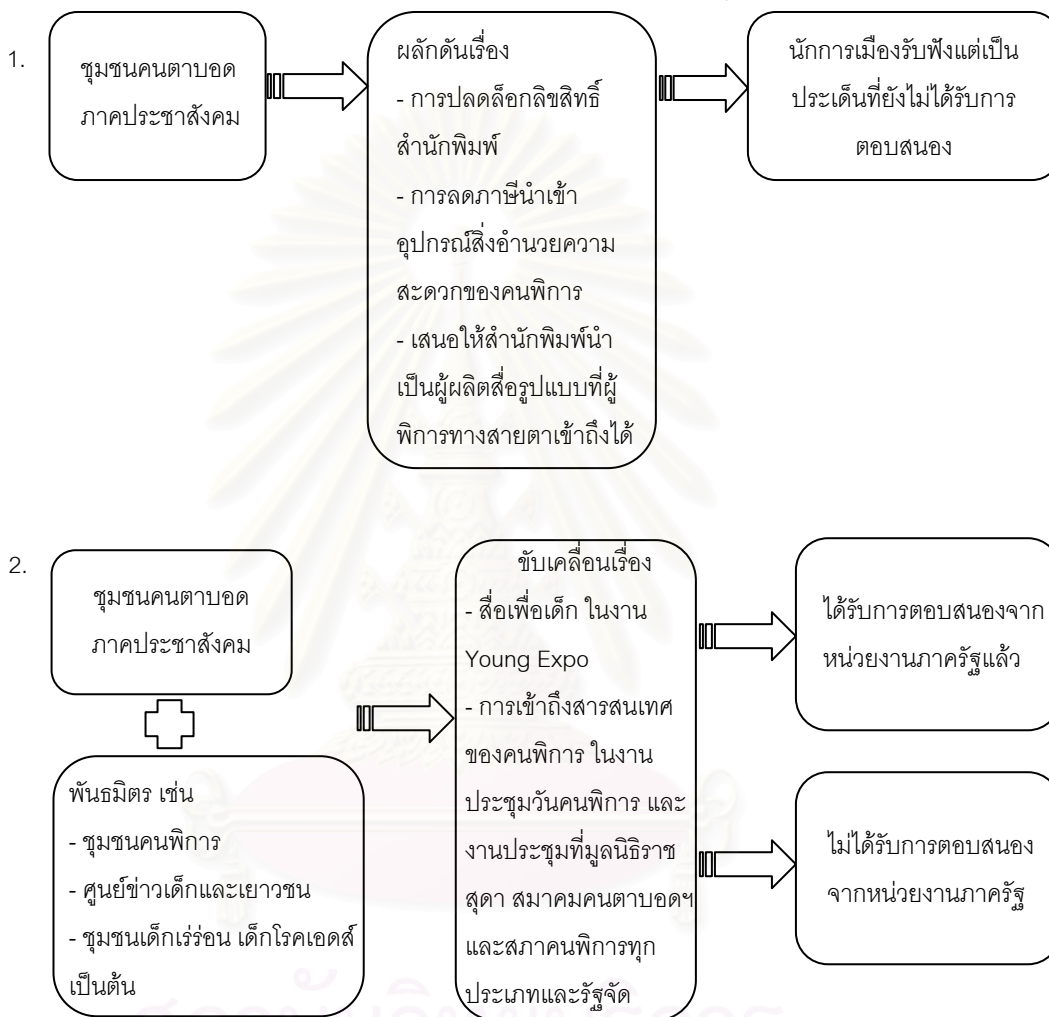 1.
ชุมชนคนตาบอด
ภาคประชาสังคม
ผลักดันเรื่อง
- การปลดล็อกลิขสิทธิ์
สำนักพิมพ์
- การลดภาษีนำเข้า
อุปกรณ์สิ่งอำนวยความ
สะดวกของคนพิการ
- เสนอให้สำนักพิมพ์นำ
เป็นผู้ผลิตสื่อรูปแบบที่ผู้
พิการทางสายตาเข้าถึงได้
นักการเมืองรับฟังแต่เป็น
ประเด็นที่ยังไม่ได้รับการ
ตอบสนอง
2.
ชุมชนคนตาบอด
ภาคประชาสังคม
พันธมิตร เช่น
- ชุมชนคนพิการ
- ศูนย์ข่าวเด็กและเยาวชน
- ชุมชนเด็กเร่ร่อน เด็กโรคเอดส์
เป็นต้น
ขับเคลื่อนเรื่อง
- สื่อเพื่อเด็ก ในงาน
Young Expo
- การเข้าถึงสารสนเทศ
ของคนพิการ ในงาน
ประชุมวันคนพิการ และ
งานประชุมที่มูลนิธิราช
สุดา สมาคมคนตาบอดฯ
และสภาคนพิการทุก
ประเภทและรัฐจัด
ได้รับการตอบสนองจาก
หน่วยงานภาครัฐแล้ว
ไม่ได้รับการตอบสนอง
จากหน่วยงานภาครัฐ